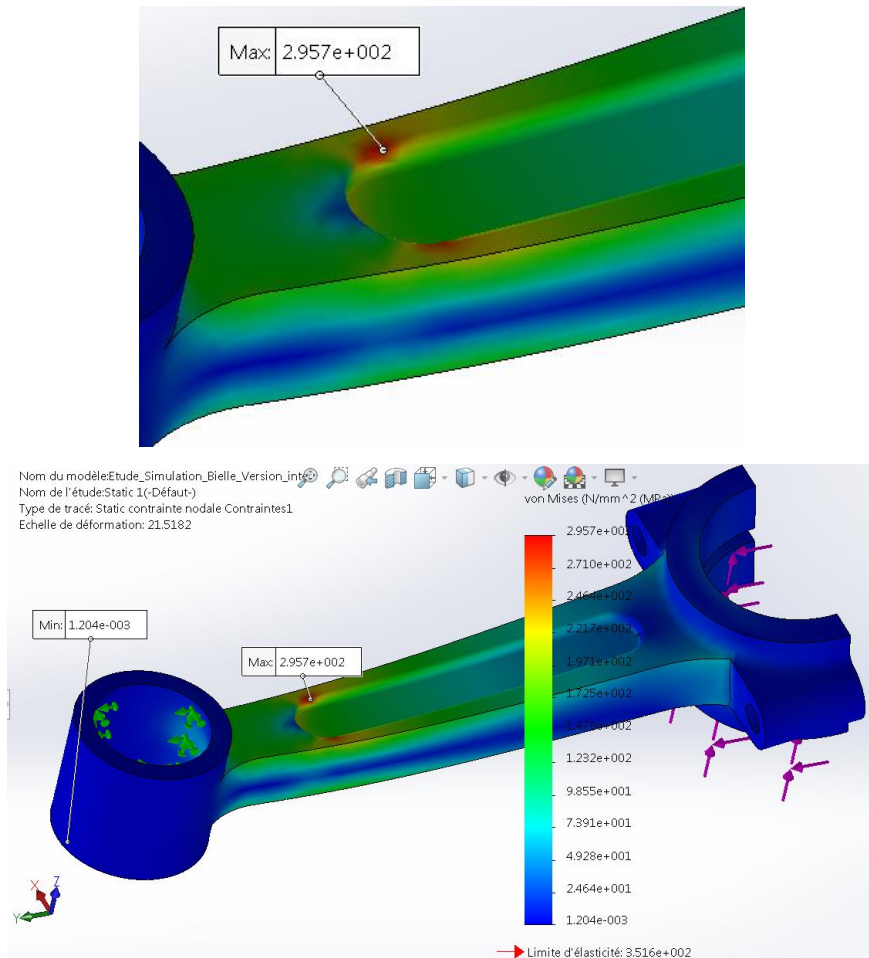 Max: 2.957e+002
Nom du modèle:Etude_Simulation_Bielle_Version_inte
Nom de l'étude:Static 1(-Défaut-)
Type de tracé: Static contrainte nodale Contraintes1
Echelle de déformation: 21.5182
von Mises (N/mm^2 (MPa))
2.957e+002
2.710e+002
2.464e+002
2.217e+002
1.971e+002
1.725e+002
1.478e+002
1.232e+002
9.855e+001
7.391e+001
4.928e+001
2.464e+001
1.204e-003
Limite d'élasticité: 3.516e+002
Min: 1.204e-003
Max: 2.957e+002
X
Z
Y